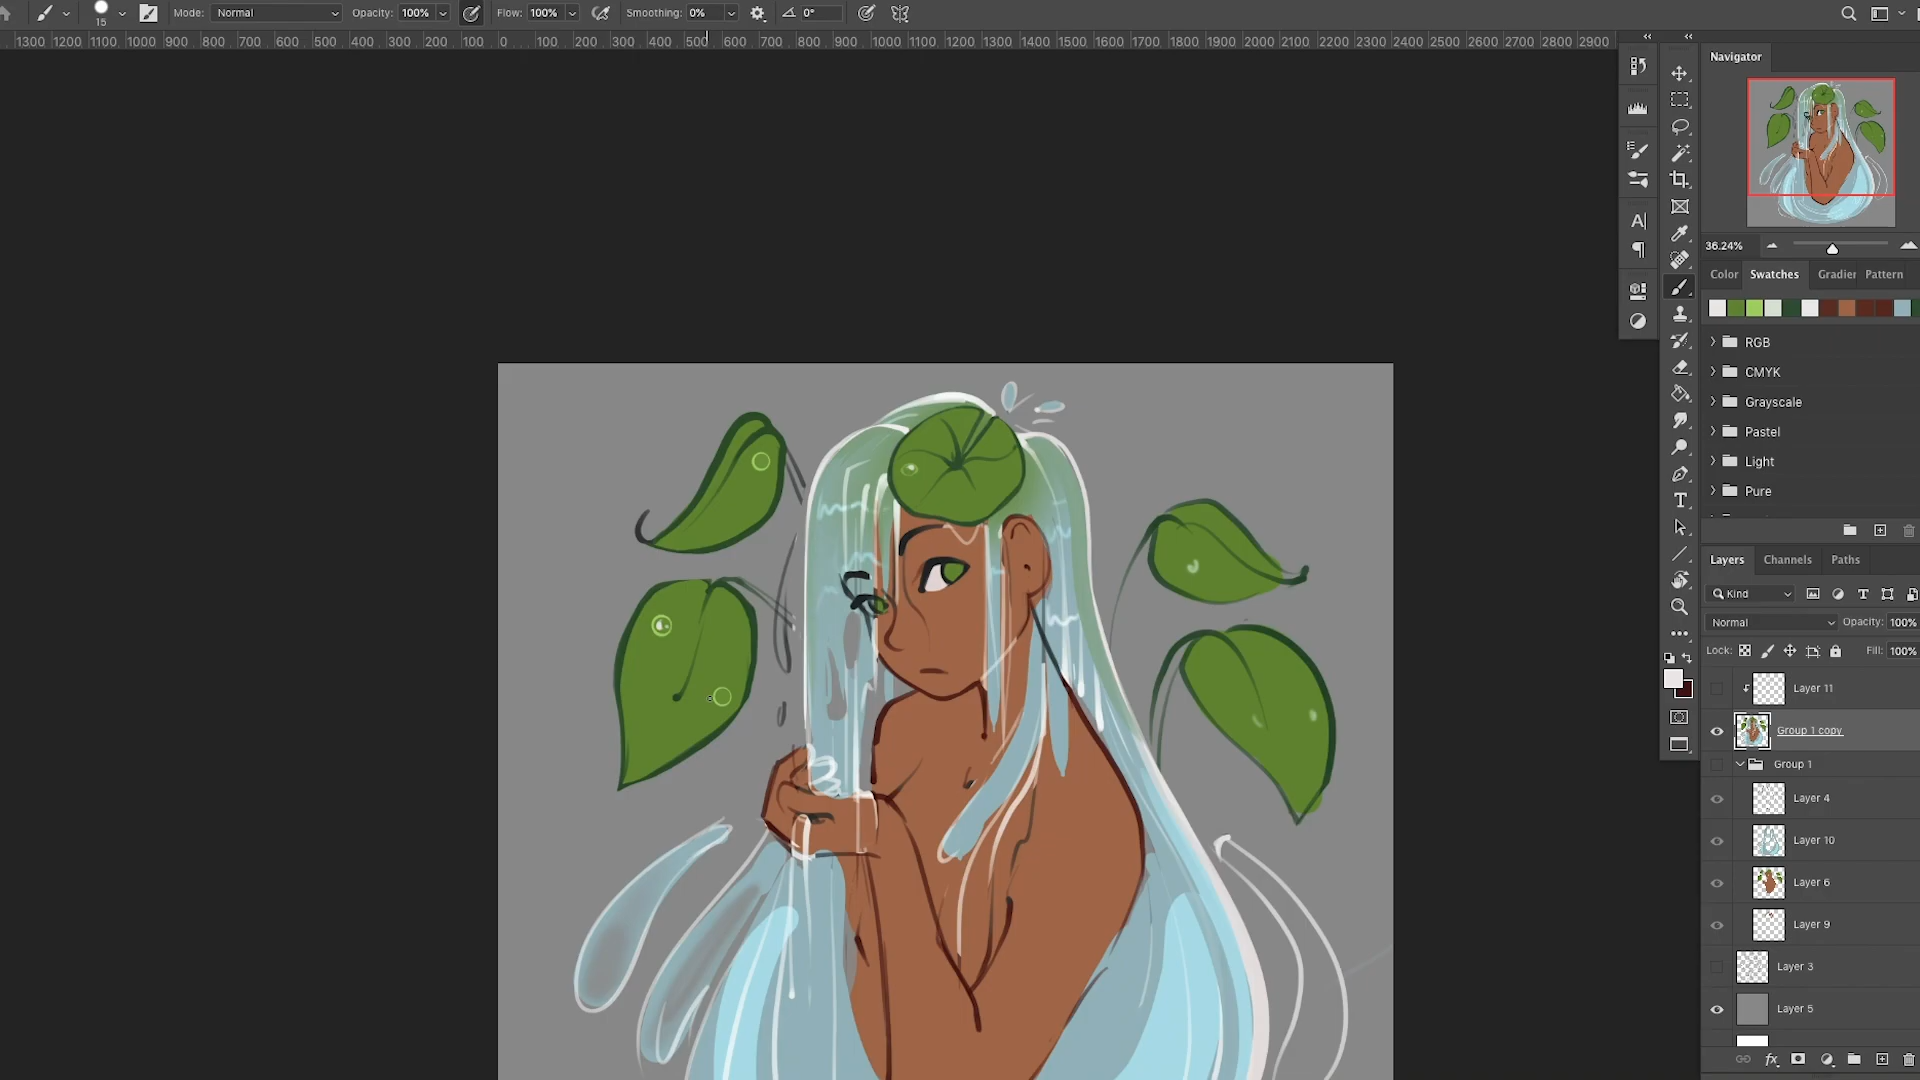 15 Mode: Normal Opacity: 100% Flow: 100% Smoothing: 0% 0°
1300 1200 1100 1000 900 800 700 600 500 400 300 200 100 0 100 200 300 400 500 600 700 800 900 1000 1100 1200 1300 1400 1500 1600 1700 1800 1900 2000 2100 2200 2300 2400 2500 2600 2700 2800 2900
Navigator
36.24%
Color Swatches Gradier Pattern
RGB
CMYK
Grayscale
Pastel
Light
Pure
Layers Channels Paths
Kind
Normal Opacity: 100%
Lock: Fill: 100%
Layer 11
Group 1 copy
Group 1
Layer 4
Layer 10
Layer 6
Layer 9
Layer 3
Layer 5